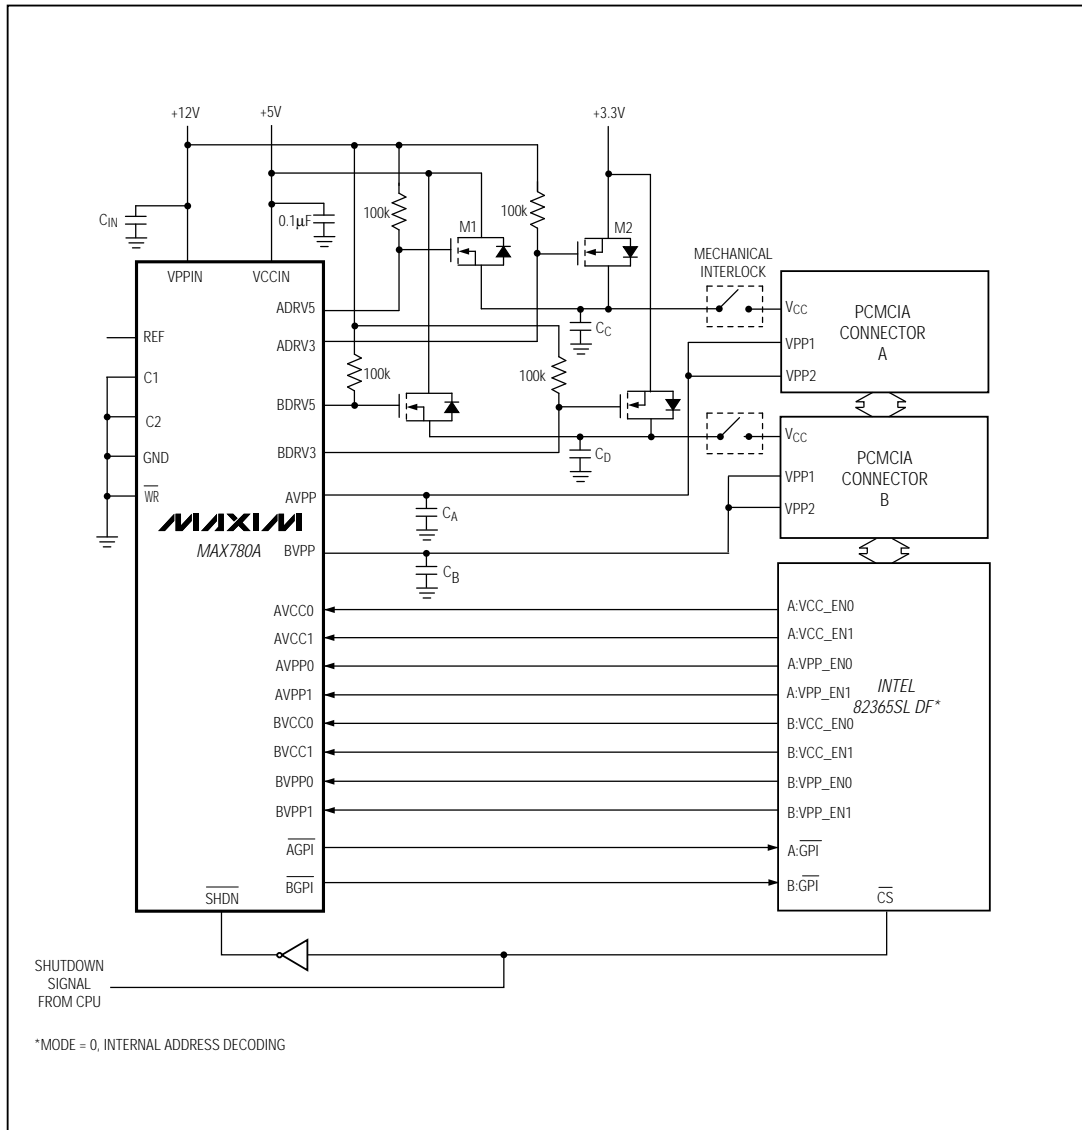 +12V
+5V
+3.3V
CIN
0.1µF
100k
M1
100k
M2
MECHANICAL
INTERLOCK
VPPIN
VCCIN
ADRV5
REF
ADRV3
CC
VCC
PCMCIA
CONNECTOR
A
VPP1
VPP2
C1
100k
100k
BDRV5
C2
VCC
GND
BDRV3
CD
PCMCIA
CONNECTOR
B
VPP1
VPP2
WR
AVPP
CA
MAXIM
MAX780A
BVPP
CB
AVCC0
A:VCC_EN0
AVCC1
A:VCC_EN1
AVPP0
A:VPP_EN0
AVPP1
A:VPP_EN1
INTEL
82365SL DF*
BVCC0
B:VCC_EN0
BVCC1
B:VCC_EN1
BVPP0
B:VPP_EN0
BVPP1
B:VPP_EN1
AGPI
A:GPI
BGPI
B:GPI
SHDN
CS
SHUTDOWN
SIGNAL
FROM CPU
*MODE = 0, INTERNAL ADDRESS DECODING